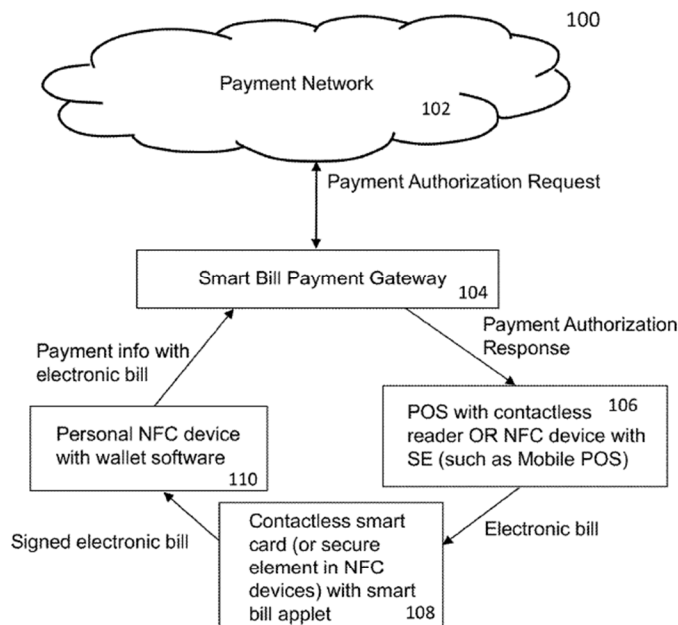 100
Payment Network
102
Payment Authorization Request
Smart Bill Payment Gateway
104
Payment Authorization
Response
Payment info with
electronic bill
POS with contactless
106
reader OR NFC device with
SE (such as Mobile POS)
Personal NFC device
with wallet software
110
Signed electronic bill
Electronic bill
Contactless smart
card (or secure
element in NFC
devices) with smart
bill applet
108